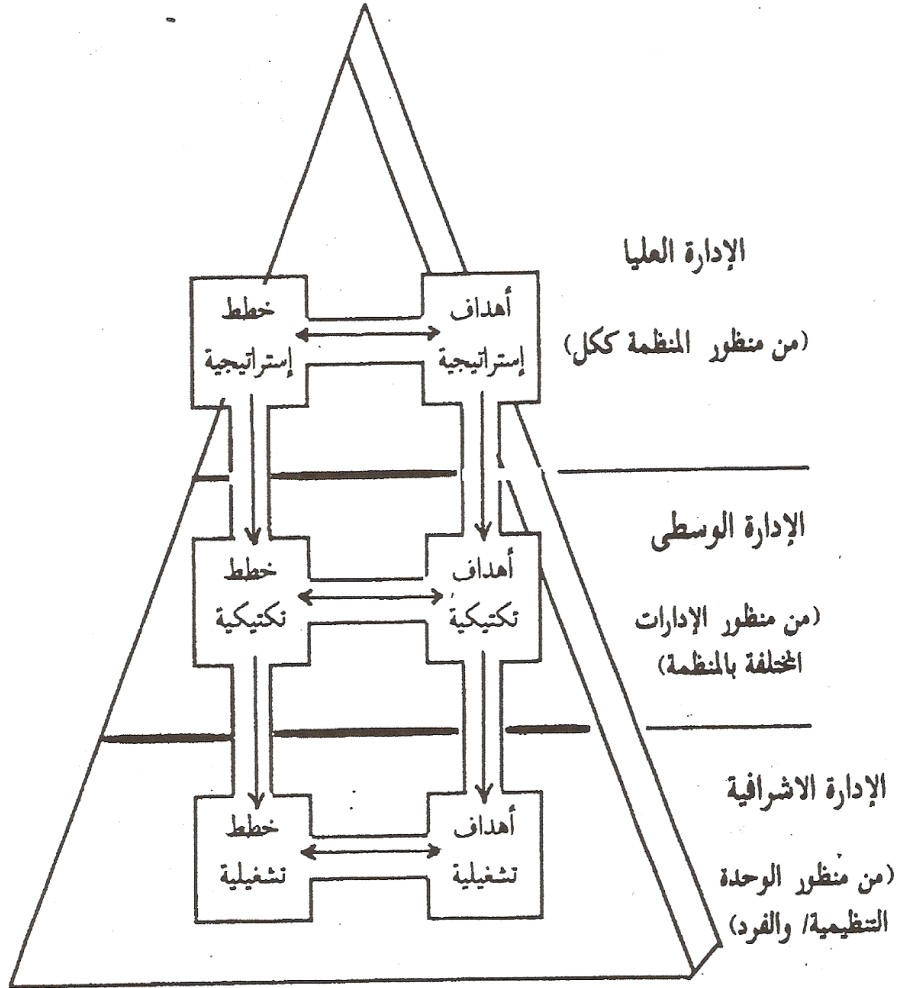 الإدارة العليا
(من منظور المنظمة ككل)
أهداف
إستراتيجية
خطط
إستراتيجية
الإدارة الوسطى
(من منظور الإدارات
المختلفة بالمنظمة)
أهداف
تكتيكية
خطط
تكتيكية
الإدارة الاشرافية
(من منظور الوحدة
التنظيمية/ والفرد)
أهداف
تشغيلية
خطط
تشغيلية